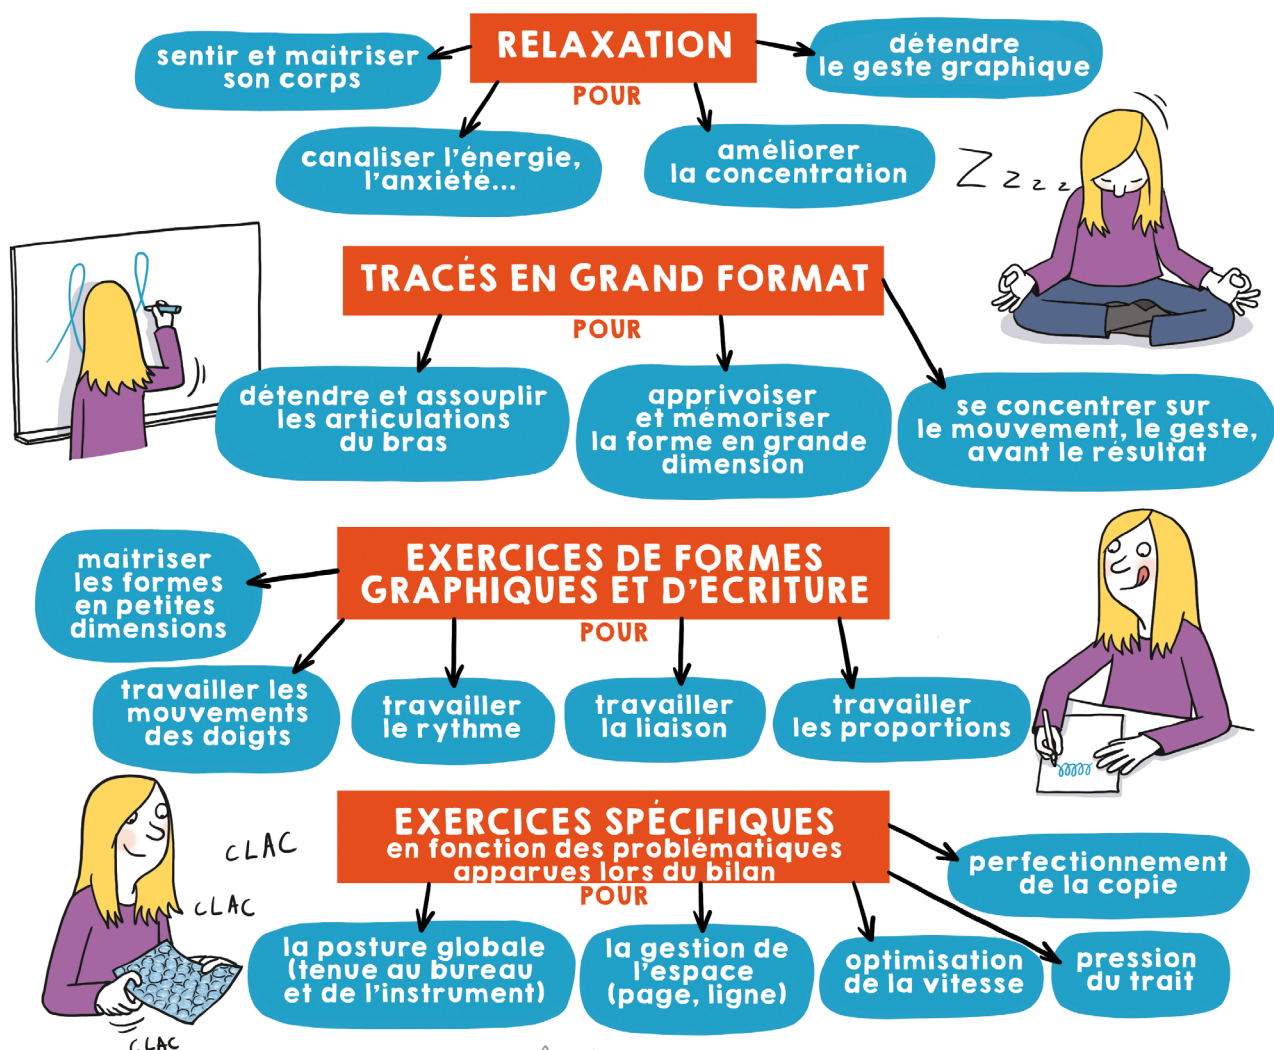 RELAXATION
POUR
sentir et maîtriser
son corps
détendre
le geste graphique
canaliser l'énergie,
l'anxiété...
améliorer
la concentration
Z z z z z
TRACÉS EN GRAND FORMAT
POUR
détendre et assouplir
les articulations
du bras
apprivoiser
et mémoriser
la forme en grande
dimension
se concentrer sur
le mouvement, le geste,
avant le résultat
EXERCICES DE FORMES
GRAPHIQUES ET D'ÉCRITURE
POUR
maîtriser
les formes
en petites
dimensions
travailler les
mouvements
des doigts
travailler
le rythme
travailler
la liaison
travailler
les proportions
EXERCICES SPÉCIFIQUES
en fonction des problématiques
apparues lors du bilan
POUR
CLAC
CLAC
CLAC
la posture globale
(tenue au bureau
et de l'instrument)
la gestion de
l'espace
(page, ligne)
optimisation
de la vitesse
pression
du trait
perfectionnement
de la copie